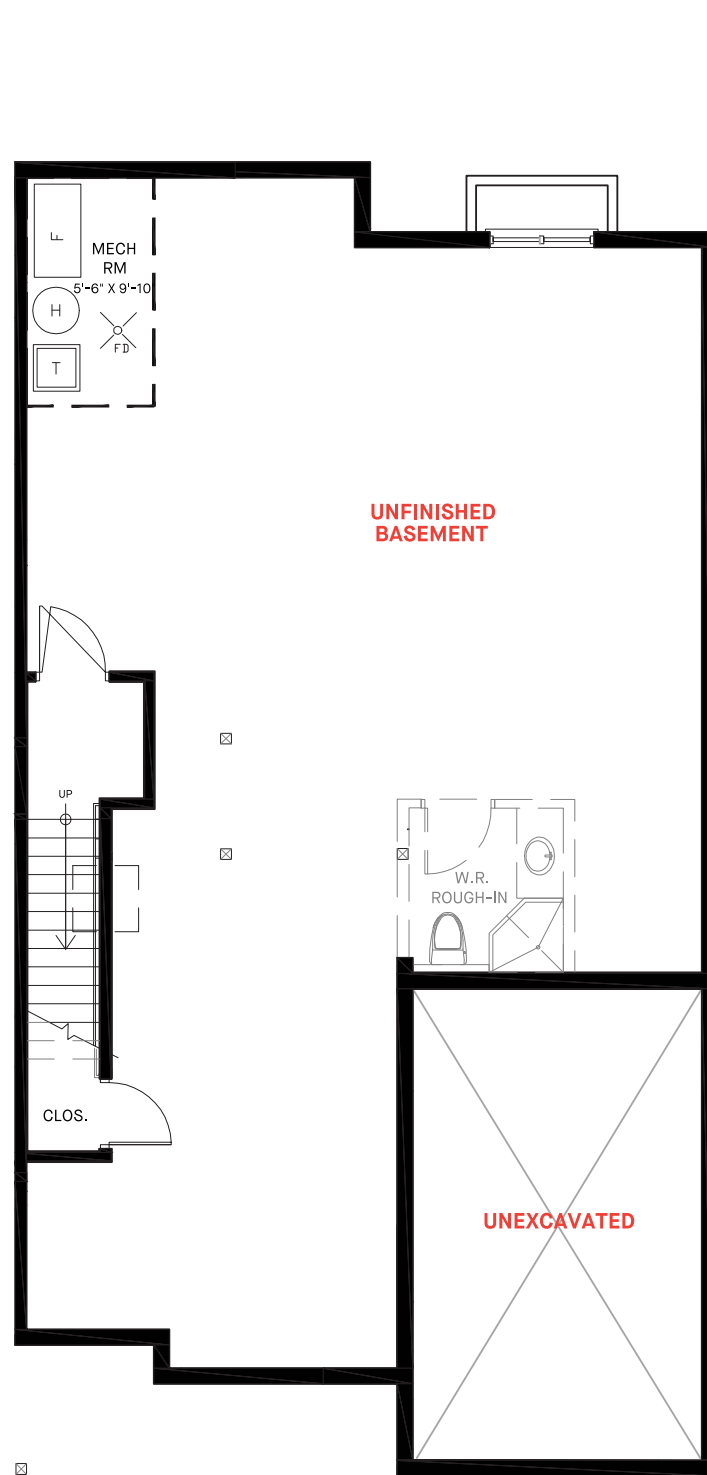 F
MECH
RM
5'-6" X 9'-10
H
FD
T
UNFINISHED
BASEMENT
UP
W.R.
ROUGH-IN
CLOS.
UNEXCAVATED